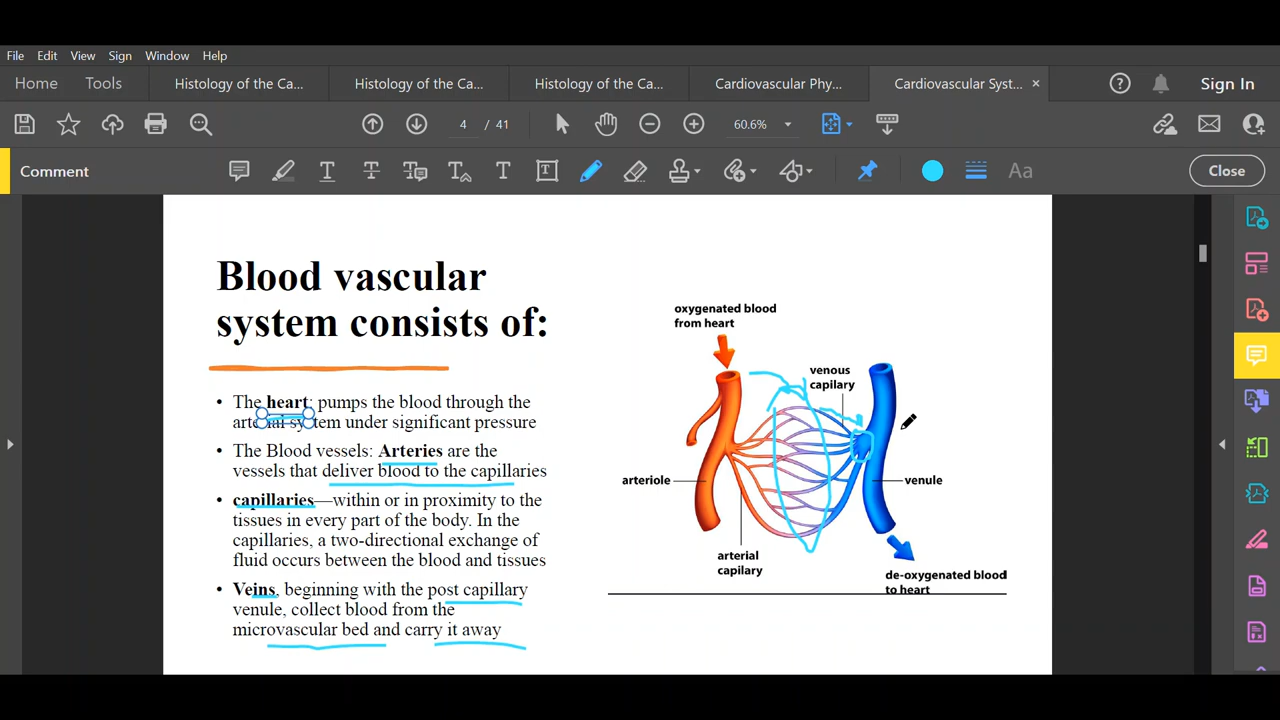 File Edit View Sign Window Help
Home Tools Histology of the Ca... Histology of the Ca... Histology of the Ca... Cardiovascular Phy... Cardiovascular Syst... × Sign In
4 / 41 60.6%
Comment Aa Close
Blood vascular
system consists of:
• The heart: pumps the blood through the
arterial system under significant pressure
• The Blood vessels: Arteries are the
vessels that deliver blood to the capillaries
• capillaries—within or in proximity to the
tissues in every part of the body. In the
capillaries, a two-directional exchange of
fluid occurs between the blood and tissues
• Veins, beginning with the post capillary
venule, collect blood from the
microvascular bed and carry it away
oxygenated blood
from heart
venous
capilary
arteriole
venule
arterial
capilary
de-oxygenated blood
to heart